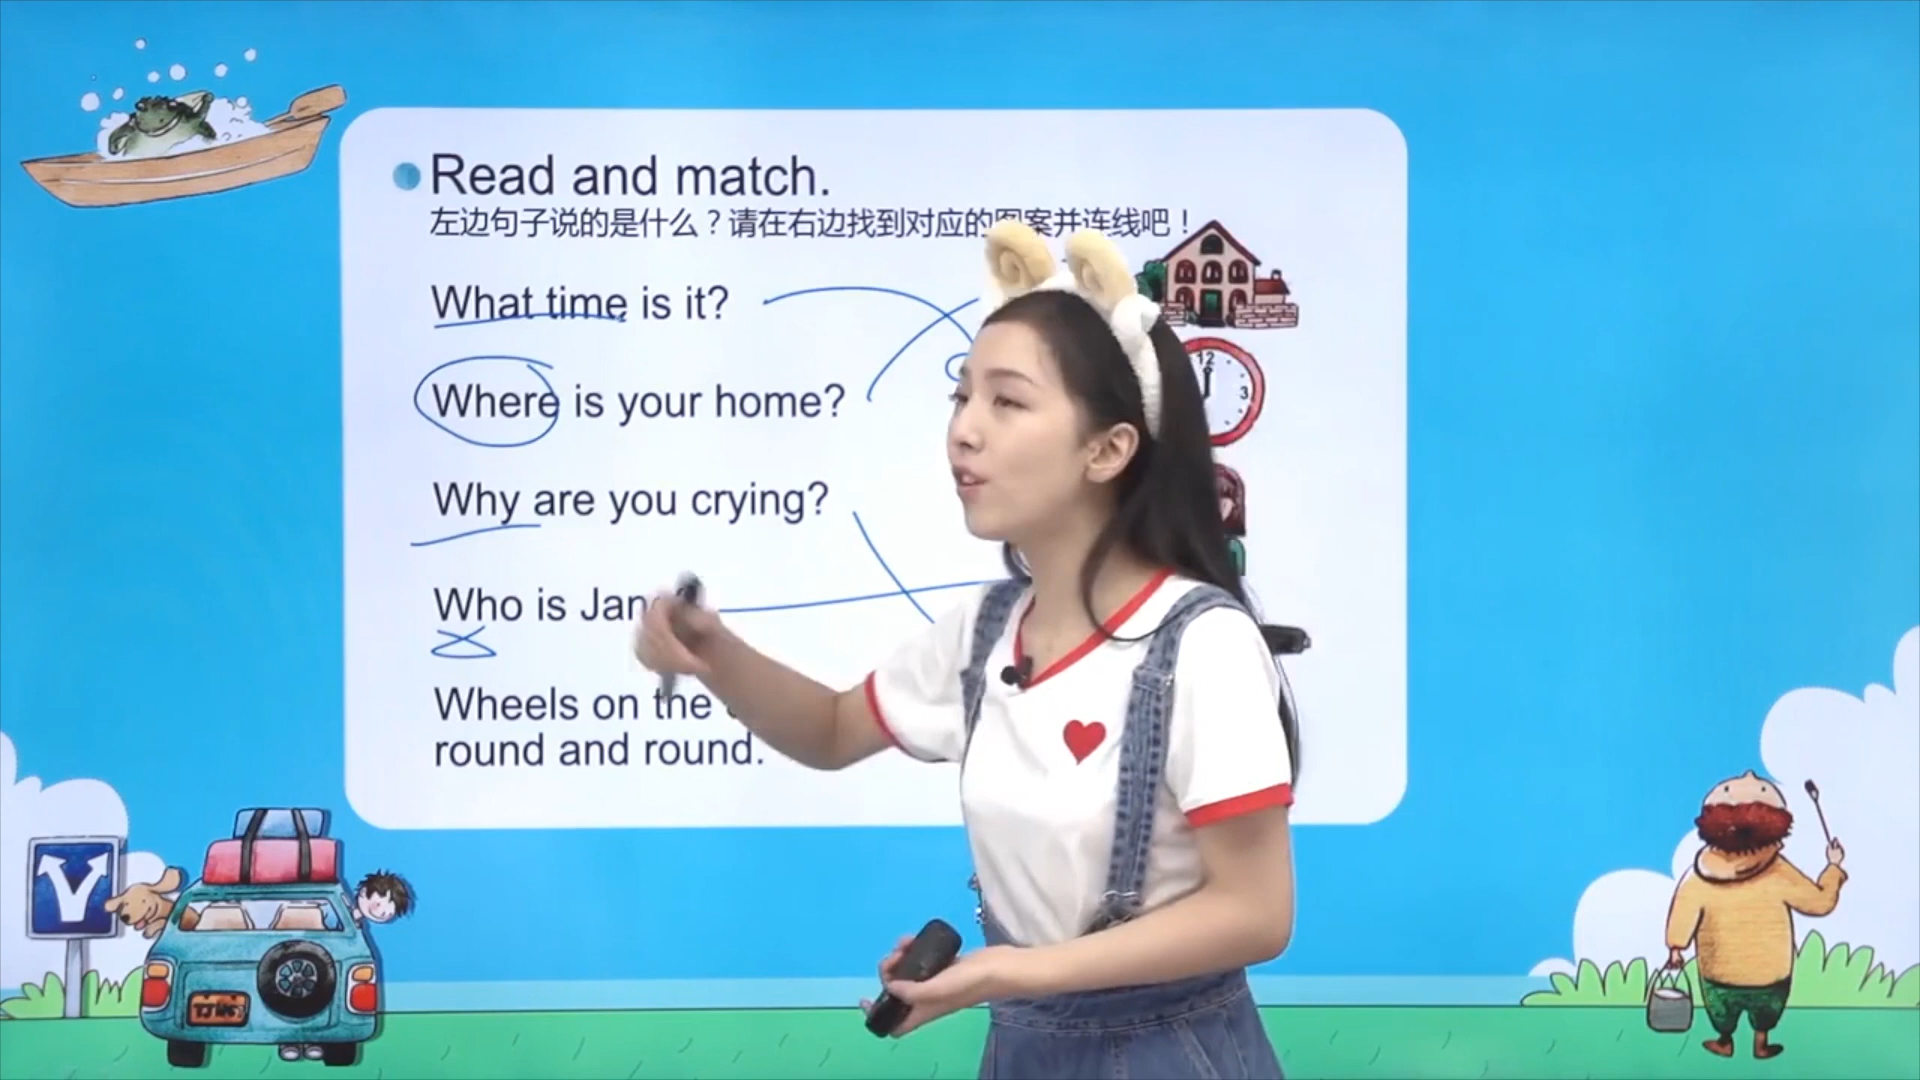 Read and match.
左边句子说的是什么？请在右边找到对应的图案并连线吧！
What time is it?
12
Where is your home?
3
Why are you crying?
Who is
Wheels on the
round and round.